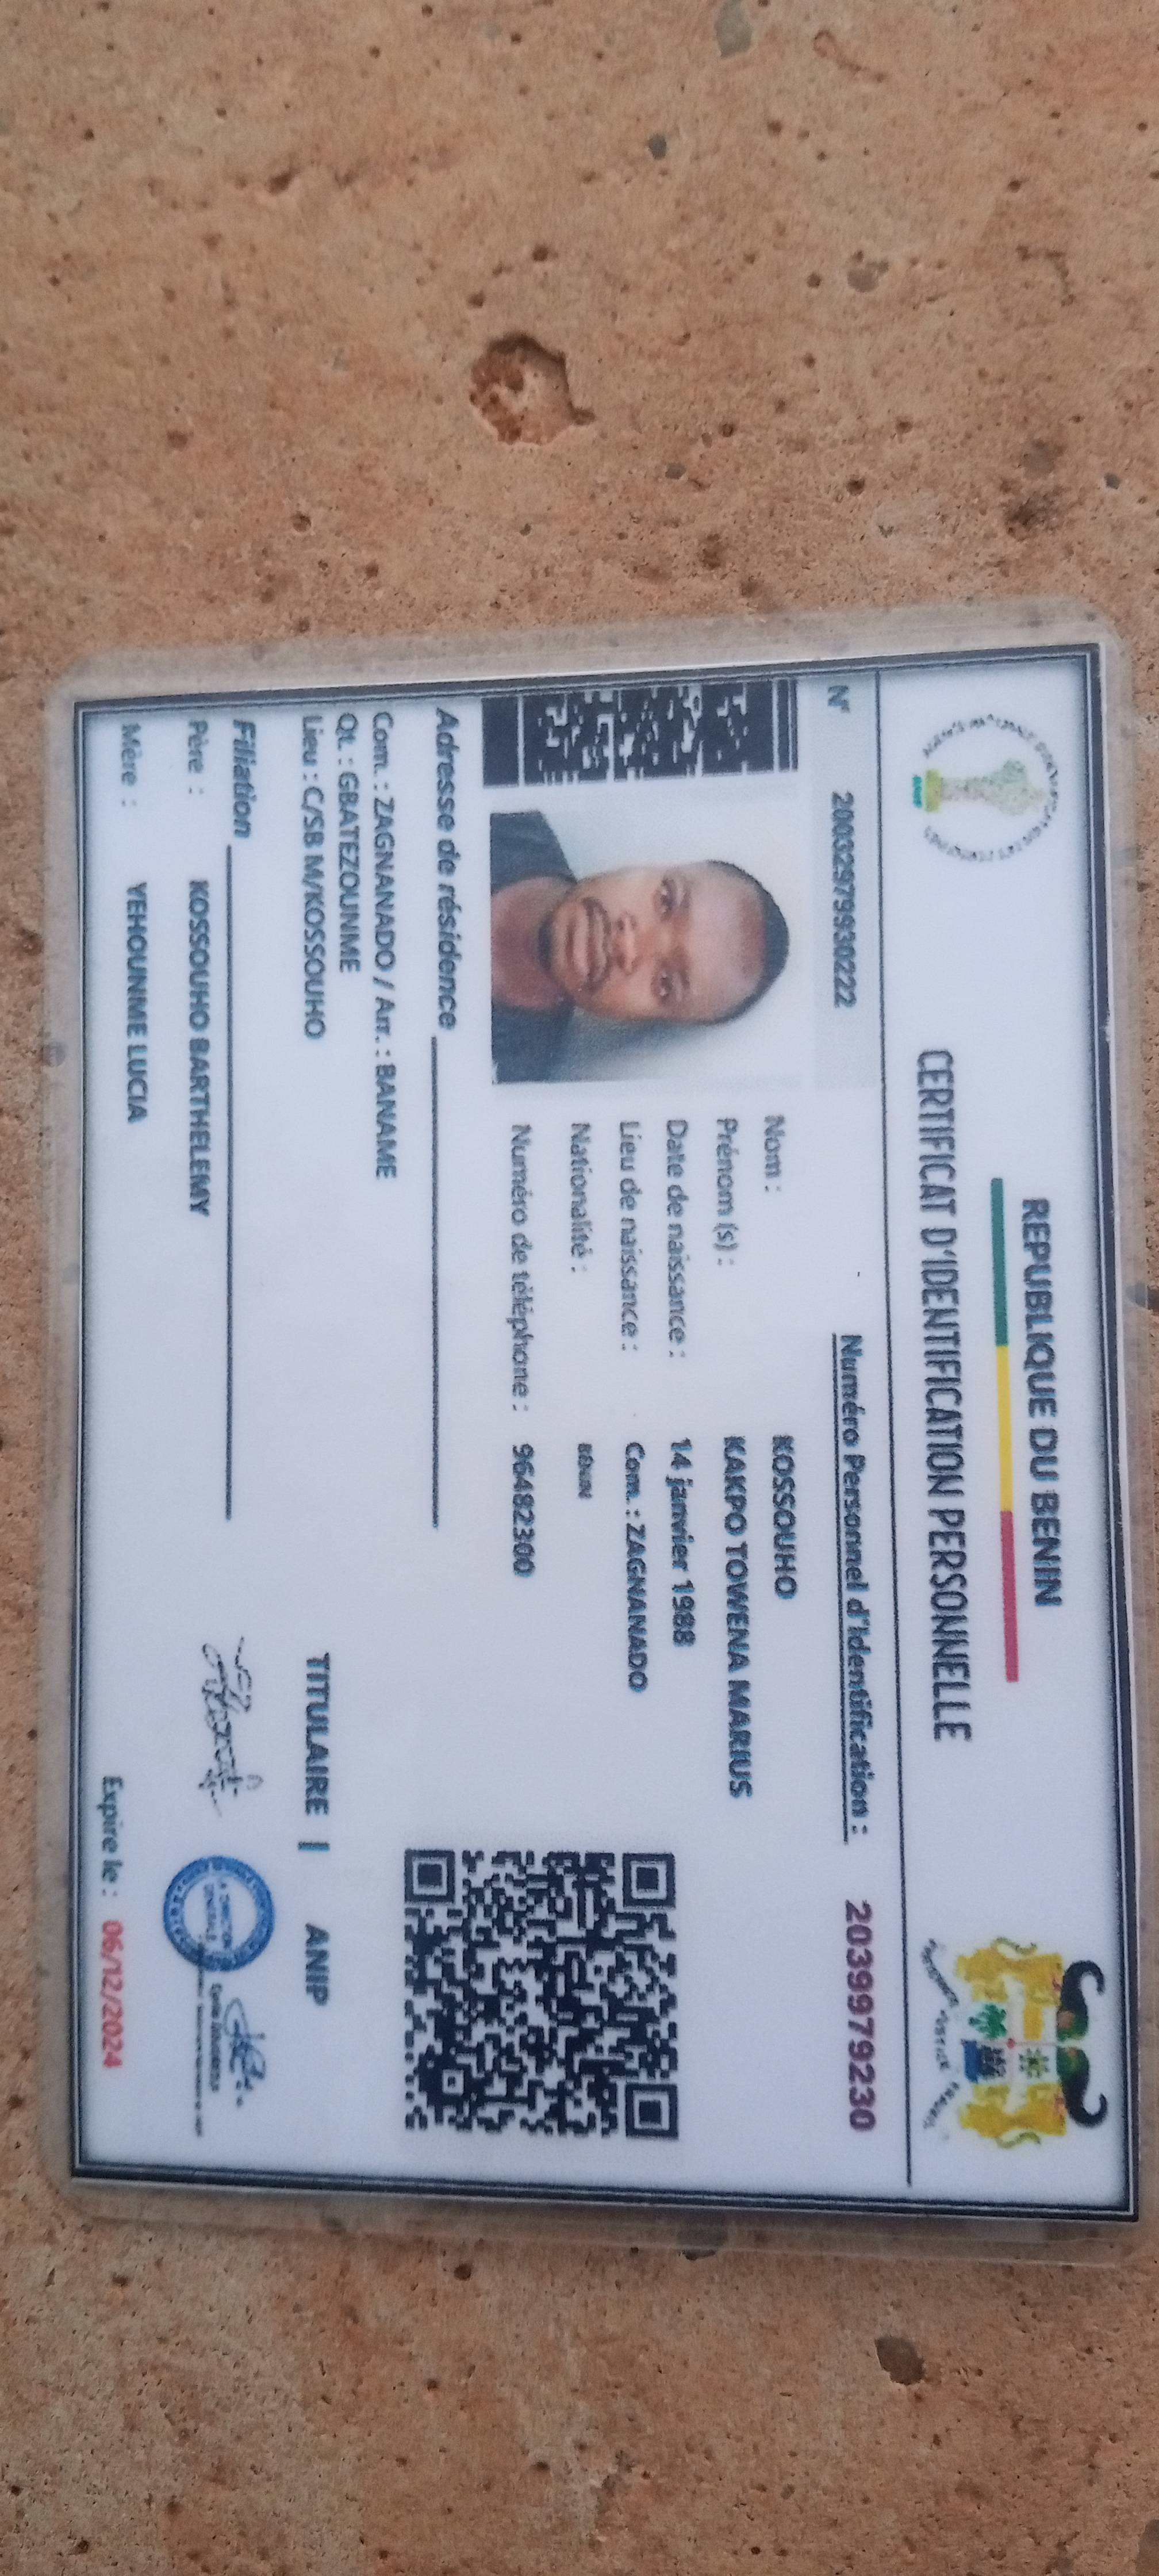 REPUBLIQUE DU BENIN
CERTIFICAT D'IDENTIFICATION PERSONNELLE
N° 20032979930222 Numéro Personnel d'Identification : 2039979230
Nom : KOSSOUHO
Prénom (s) : KAKPO TOWENA MARIUS
Date de naissance : 14 janvier 1988
Lieu de naissance : Com. : ZAGNANADO
Nationalité : BÉNIN
Numéro de téléphone : 96482300
Adresse de résidence
Com. : ZAGNANADO / Arr. : BANAME
Qt. : GBATEZOUNME
Lieu : C/SB M/KOSSOUHO
TITULAIRE | ANIP
Filiation
Père : KOSSOUHO BARTHELEMY
Mère : YEHOUNME LUCIA
Expire le : 06/12/2024